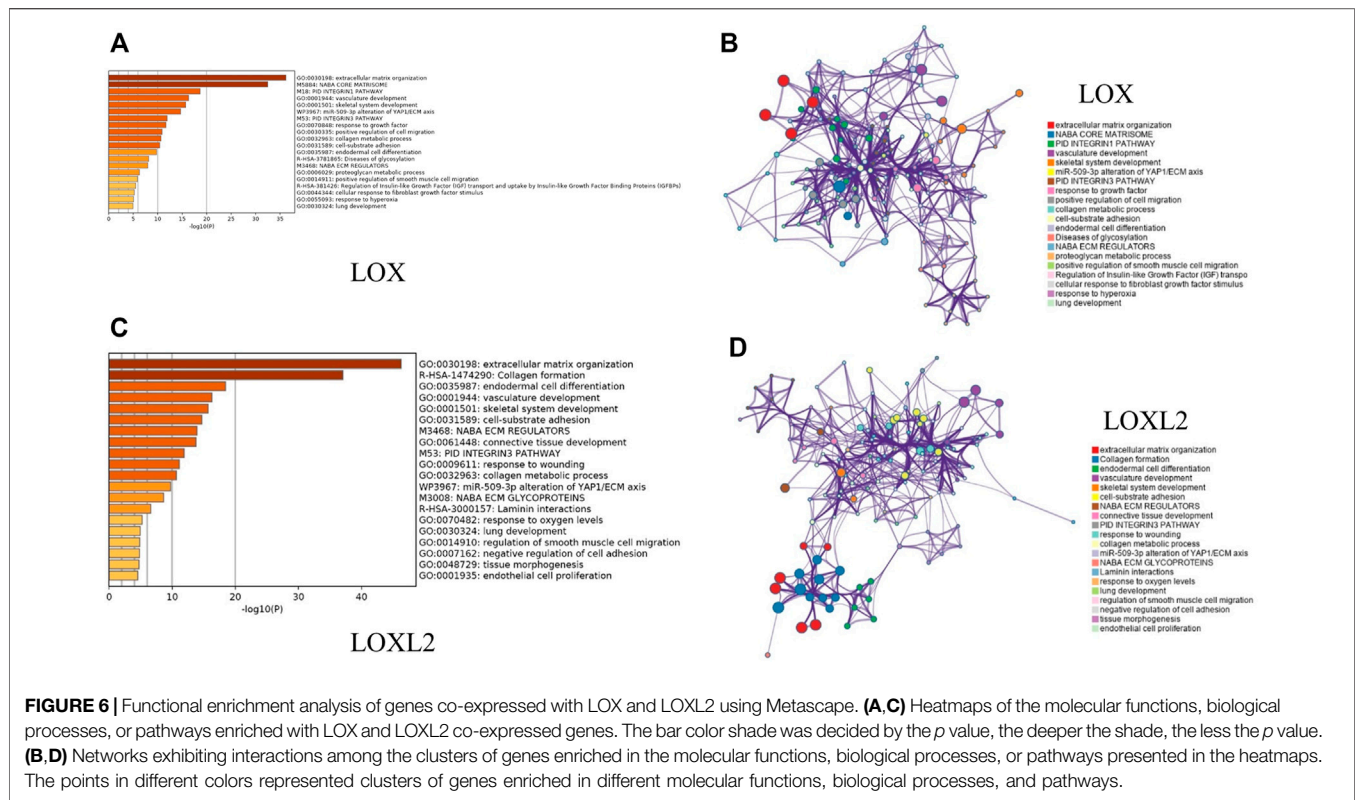 A
GO:0030198: extracellular matrix organization
M5884: NABA CORE MATRISOME
M18: PID INTEGRIN1 PATHWAY
GO:0001944: vasculature development
GO:0001501: skeletal system development
WP3967: miR-509-3p alteration of YAP1/ECM axis
M53: PID INTEGRIN3 PATHWAY
GO:0070848: response to growth factor
GO:0030335: positive regulation of cell migration
GO:0032963: collagen metabolic process
GO:0031589: cell-substrate adhesion
GO:0035987: endodermal cell differentiation
R-HSA-3781865: Diseases of glycosylation
M3468: NABA ECM REGULATORS
GO:0006029: proteoglycan metabolic process
GO:0014911: positive regulation of smooth muscle cell migration
R-HSA-381426: Regulation of Insulin-like Growth Factor (IGF) transport and uptake by Insulin-like Growth Factor Binding Proteins (IGFBPs)
GO:0044344: cellular response to fibroblast growth factor stimulus
GO:0055093: response to hyperoxia
GO:0030324: lung development
0 5 10 15 20 25 30 35
-log10(P)
LOX
B
LOX
extracellular matrix organization
NABA CORE MATRISOME
PID INTEGRIN1 PATHWAY
vasculature development
skeletal system development
miR-509-3p alteration of YAP1/ECM axis
PID INTEGRIN3 PATHWAY
response to growth factor
positive regulation of cell migration
collagen metabolic process
cell-substrate adhesion
endodermal cell differentiation
Diseases of glycosylation
NABA ECM REGULATORS
proteoglycan metabolic process
positive regulation of smooth muscle cell migration
Regulation of Insulin-like Growth Factor (IGF) transpo
cellular response to fibroblast growth factor stimulus
response to hyperoxia
lung development
C
GO:0030198: extracellular matrix organization
R-HSA-1474290: Collagen formation
GO:0035987: endodermal cell differentiation
GO:0001944: vasculature development
GO:0001501: skeletal system development
GO:0031589: cell-substrate adhesion
M3468: NABA ECM REGULATORS
GO:0061448: connective tissue development
M53: PID INTEGRIN3 PATHWAY
GO:0009611: response to wounding
GO:0032963: collagen metabolic process
WP3967: miR-509-3p alteration of YAP1/ECM axis
M3008: NABA ECM GLYCOPROTEINS
R-HSA-3000157: Laminin interactions
GO:0070482: response to oxygen levels
GO:0030324: lung development
GO:0014910: regulation of smooth muscle cell migration
GO:0007162: negative regulation of cell adhesion
GO:0048729: tissue morphogenesis
GO:0001935: endothelial cell proliferation
0 10 20 30 40
-log10(P)
LOXL2
D
LOXL2
extracellular matrix organization
Collagen formation
endodermal cell differentiation
vasculature development
skeletal system development
cell-substrate adhesion
NABA ECM REGULATORS
connective tissue development
PID INTEGRIN3 PATHWAY
response to wounding
collagen metabolic process
miR-509-3p alteration of YAP1/ECM axis
NABA ECM GLYCOPROTEINS
Laminin interactions
response to oxygen levels
lung development
regulation of smooth muscle cell migration
negative regulation of cell adhesion
tissue morphogenesis
endothelial cell proliferation
FIGURE 6 | Functional enrichment analysis of genes co-expressed with LOX and LOXL2 using Metascape. (A,C) Heatmaps of the molecular functions, biological
processes, or pathways enriched with LOX and LOXL2 co-expressed genes. The bar color shade was decided by the p value, the deeper the shade, the less the p value.
(B,D) Networks exhibiting interactions among the clusters of genes enriched in the molecular functions, biological processes, or pathways presented in the heatmaps.
The points in different colors represented clusters of genes enriched in different molecular functions, biological processes, and pathways.